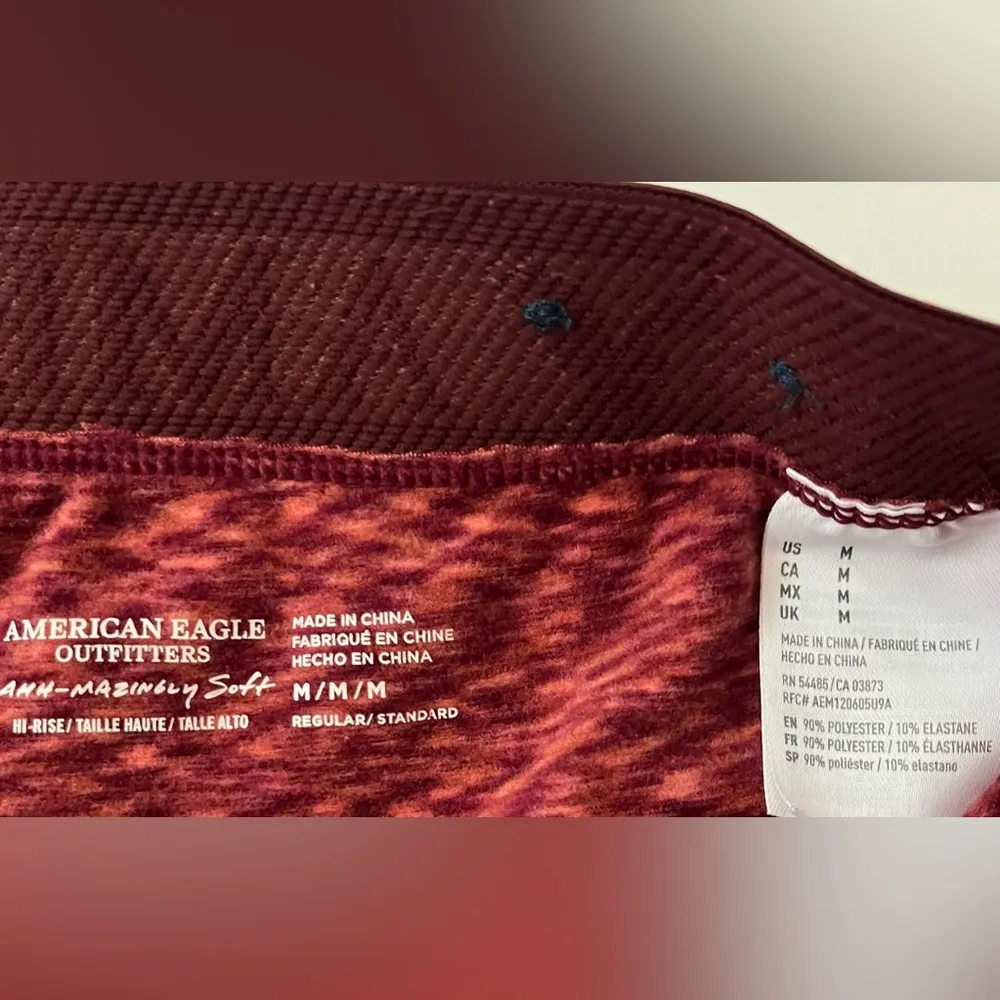 AMERICAN EAGLE
OUTFITTERS
AHH-MAZINGLY Soft
HI-RISE/ TAILLE HAUTE/ TALLE ALTO
MADE IN CHINA
FABRIQUÉ EN CHINE
HECHO EN CHINA
M/M/M
REGULAR/ STANDARD
US M
CA M
MX M
UK M
MADE IN CHINA / FABRIQUÉ EN CHINE /
HECHO EN CHINA
RN 54485/CA 03873
RFC# AEM120605U9A
EN 90% POLYESTER / 10% ELASTANE
FR 90% POLYESTER / 10% ÉLASTHANNE
SP 90% poliéster / 10% elastano